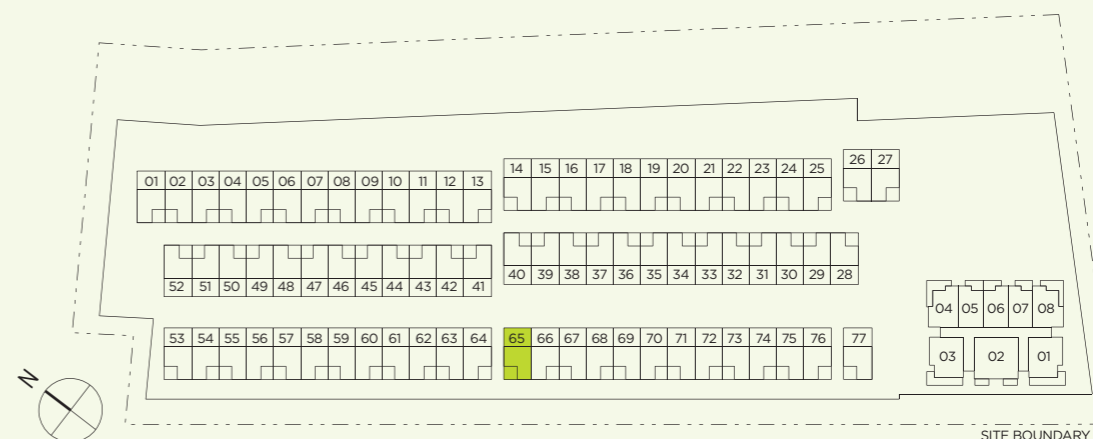 01 02 03 04 05 06 07 08 09 10 11 12 13
14 15 16 17 18 19 20 21 22 23 24 25
26 27
52 51 50 49 48 47 46 45 44 43 42 41
40 39 38 37 36 35 34 33 32 31 30 29 28
53 54 55 56 57 58 59 60 61 62 63 64
65 66 67 68 69 70 71 72 73 74 75 76
77
04 05 06 07 08
03 02 01
N
SITE BOUNDARY